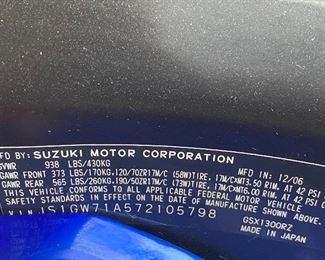 FD BY: SUZUKI MOTOR CORPORATION
GVWR 938 LBS/430KG MFD IN: 12/06
GAWR FRONT 373 LBS/170KG,120/70ZR17M/C (58W)TIRE, 17M/CxMT3.50 RIM, AT 42 PSI
GAWR REAR 565 LBS/260KG,190/50ZR17M/C (73W)TIRE, 17M/CxMT6.00 RIM, AT 42 PSI
THIS VEHICLE CONFORMS TO ALL APPLICABLE FEDERAL MOTOR VEHICLE
SAFETY STANDARDS IN EFFECT ON THE DATE OF MANUFACTURE
V.I.N. JS1GW71A572105798 GSX1300RZ
MADE IN JAPAN